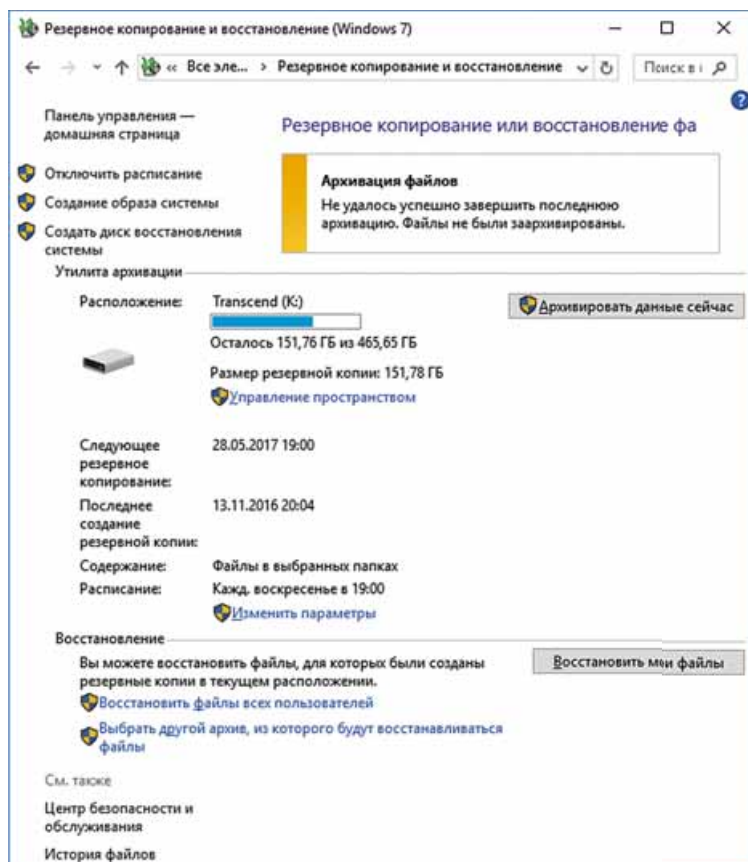 Резервное копирование и восстановление (Windows 7)
« Все эле... › Резервное копирование и восстановление
Поиск в
Панель управления —
домашняя страница
Отключить расписание
Создание образа системы
Создать диск восстановления
системы
Резервное копирование или восстановление фа
Архивация файлов
Не удалось успешно завершить последнюю
архивацию. Файлы не были заархивированы.
Утилита архивации
Расположение: Transcend (K:)
Архивировать данные сейчас
Осталось 151,76 ГБ из 465,65 ГБ
Размер резервной копии: 151,78 ГБ
Управление пространством
Следующее
резервное
копирование:
28.05.2017 19:00
Последнее
создание
резервной копии:
13.11.2016 20:04
Содержание: Файлы в выбранных папках
Расписание: Кажд. воскресенье в 19:00
Изменить параметры
Восстановление
Вы можете восстановить файлы, для которых были созданы
резервные копии в текущем расположении.
Восстановить мои файлы
Восстановить файлы всех пользователей
Выбрать другой архив, из которого будут восстанавливаться
файлы
См. также
Центр безопасности и
обслуживания
История файлов